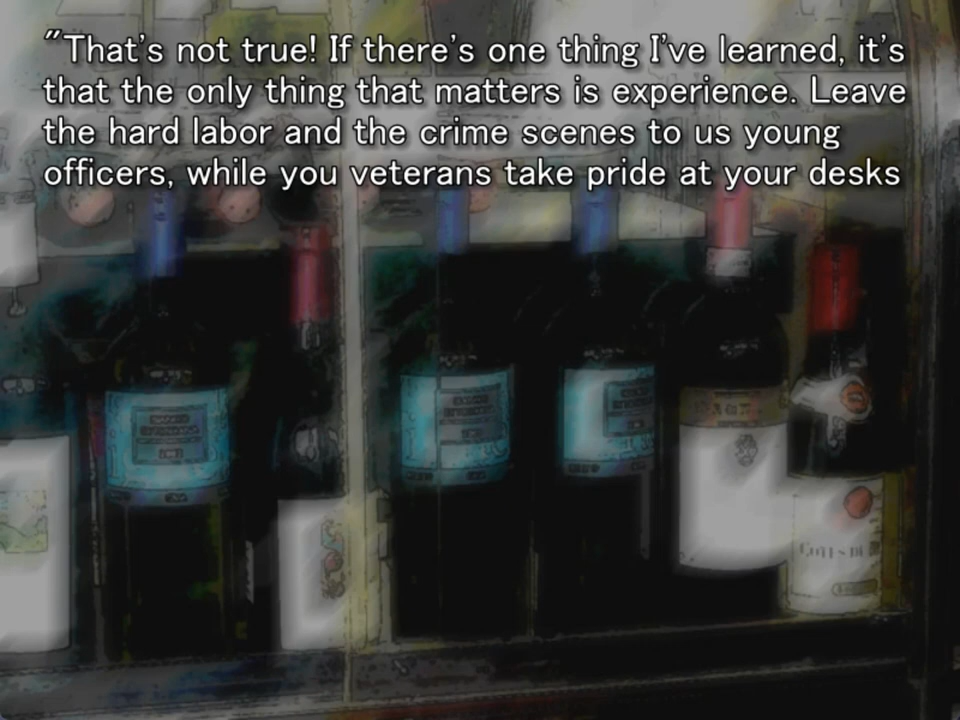 "That's not true! If there's one thing I've learned, it's
that the only thing that matters is experience. Leave
the hard labor and the crime scenes to us young
officers, while you veterans take pride at your desks